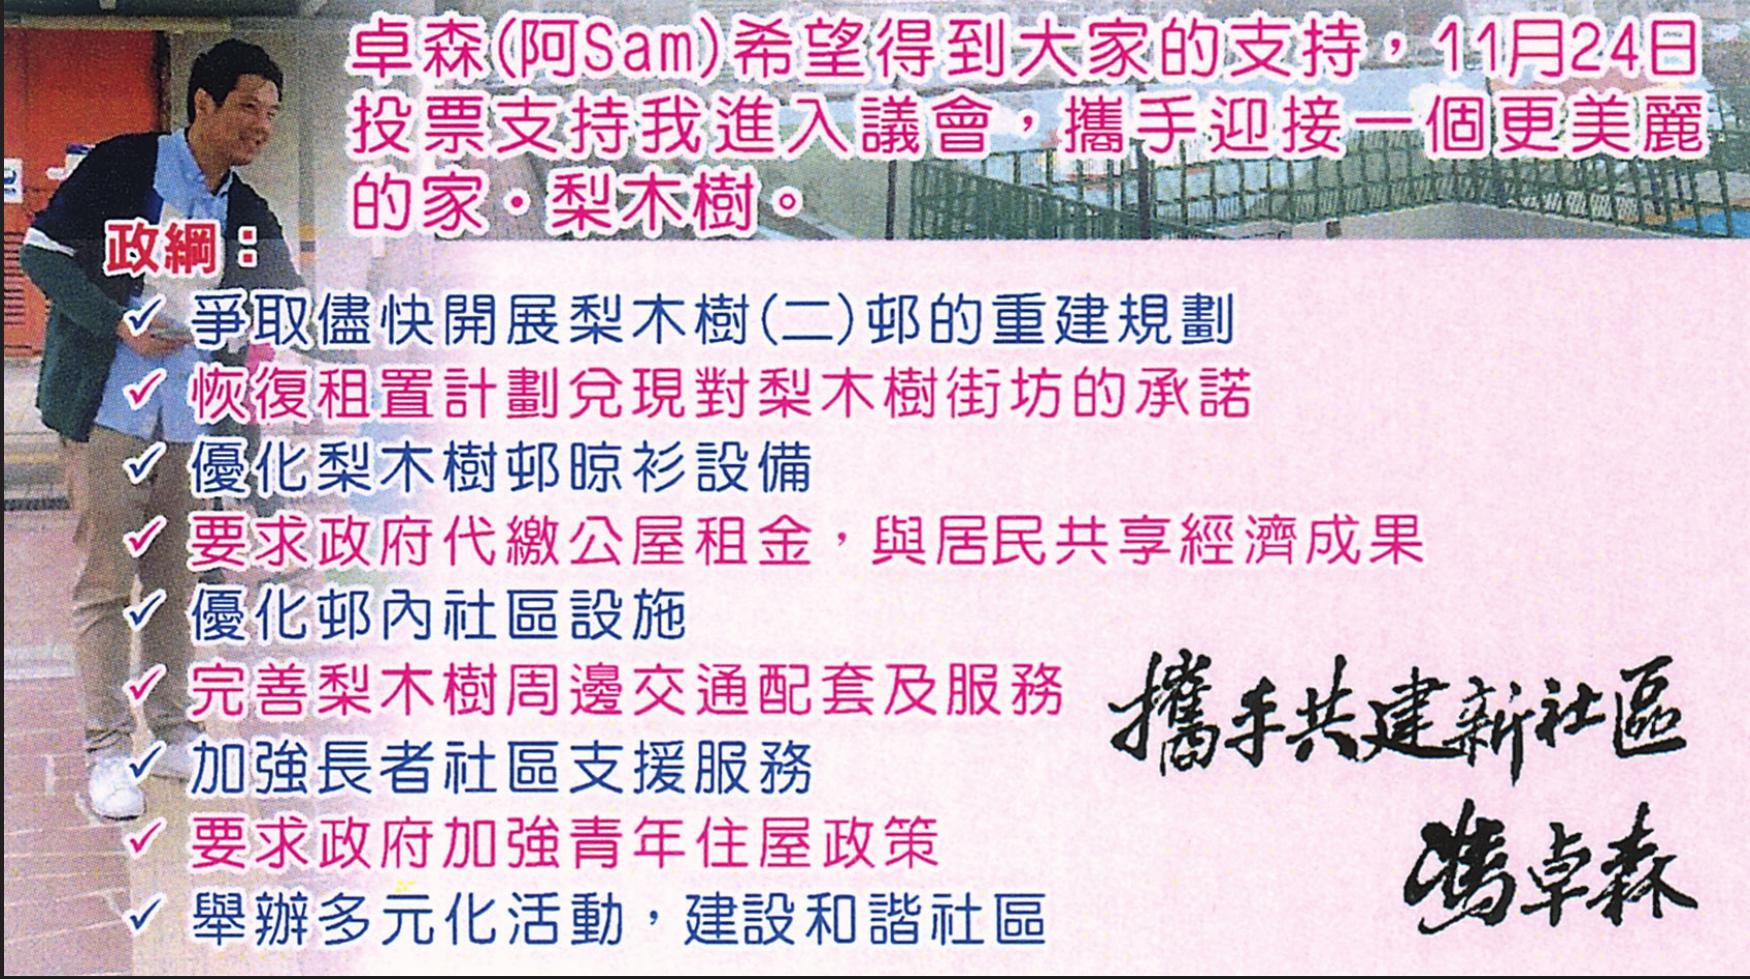 卓森(阿Sam)希望得到大家的支持，11月24日
投票支持我進入議會，攜手迎接一個更美麗
的家·梨木樹。
政綱：
✓ 爭取儘快開展梨木樹(二)邨的重建規劃
✓ 恢復租置計劃兌現對梨木樹街坊的承諾
✓ 優化梨木樹邨晾衫設備
✓ 要求政府代繳公屋租金，與居民共享經濟成果
✓ 優化邨內社區設施
✓ 完善梨木樹周邊交通配套及服務
✓ 加強長者社區支援服務
✓ 要求政府加強青年住屋政策
✓ 舉辦多元化活動，建設和諧社區
攜手共建新社區
馮卓森